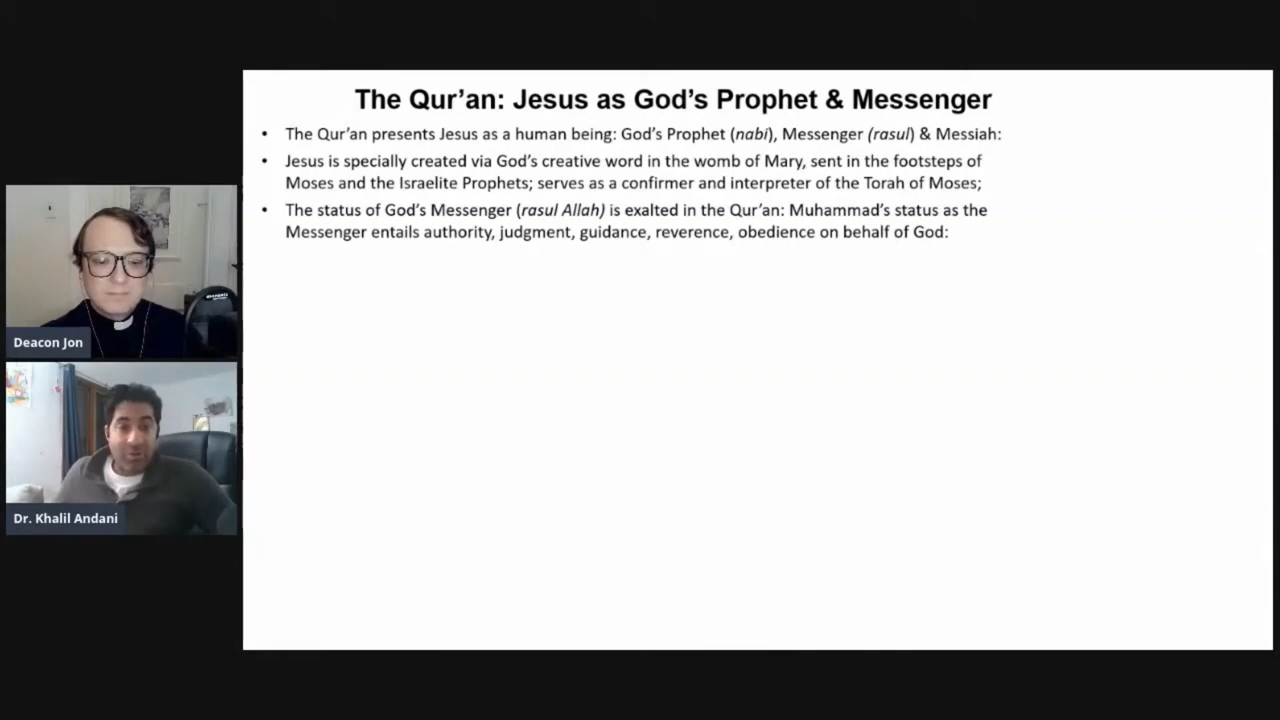 The Qur’an: Jesus as God’s Prophet & Messenger
• The Qur’an presents Jesus as a human being: God’s Prophet (nabi), Messenger (rasul) & Messiah:
• Jesus is specially created via God’s creative word in the womb of Mary, sent in the footsteps of
Moses and the Israelite Prophets; serves as a confirmer and interpreter of the Torah of Moses;
• The status of God’s Messenger (rasul Allah) is exalted in the Qur’an: Muhammad’s status as the
Messenger entails authority, judgment, guidance, reverence, obedience on behalf of God:
Deacon Jon
Dr. Khalil Andani